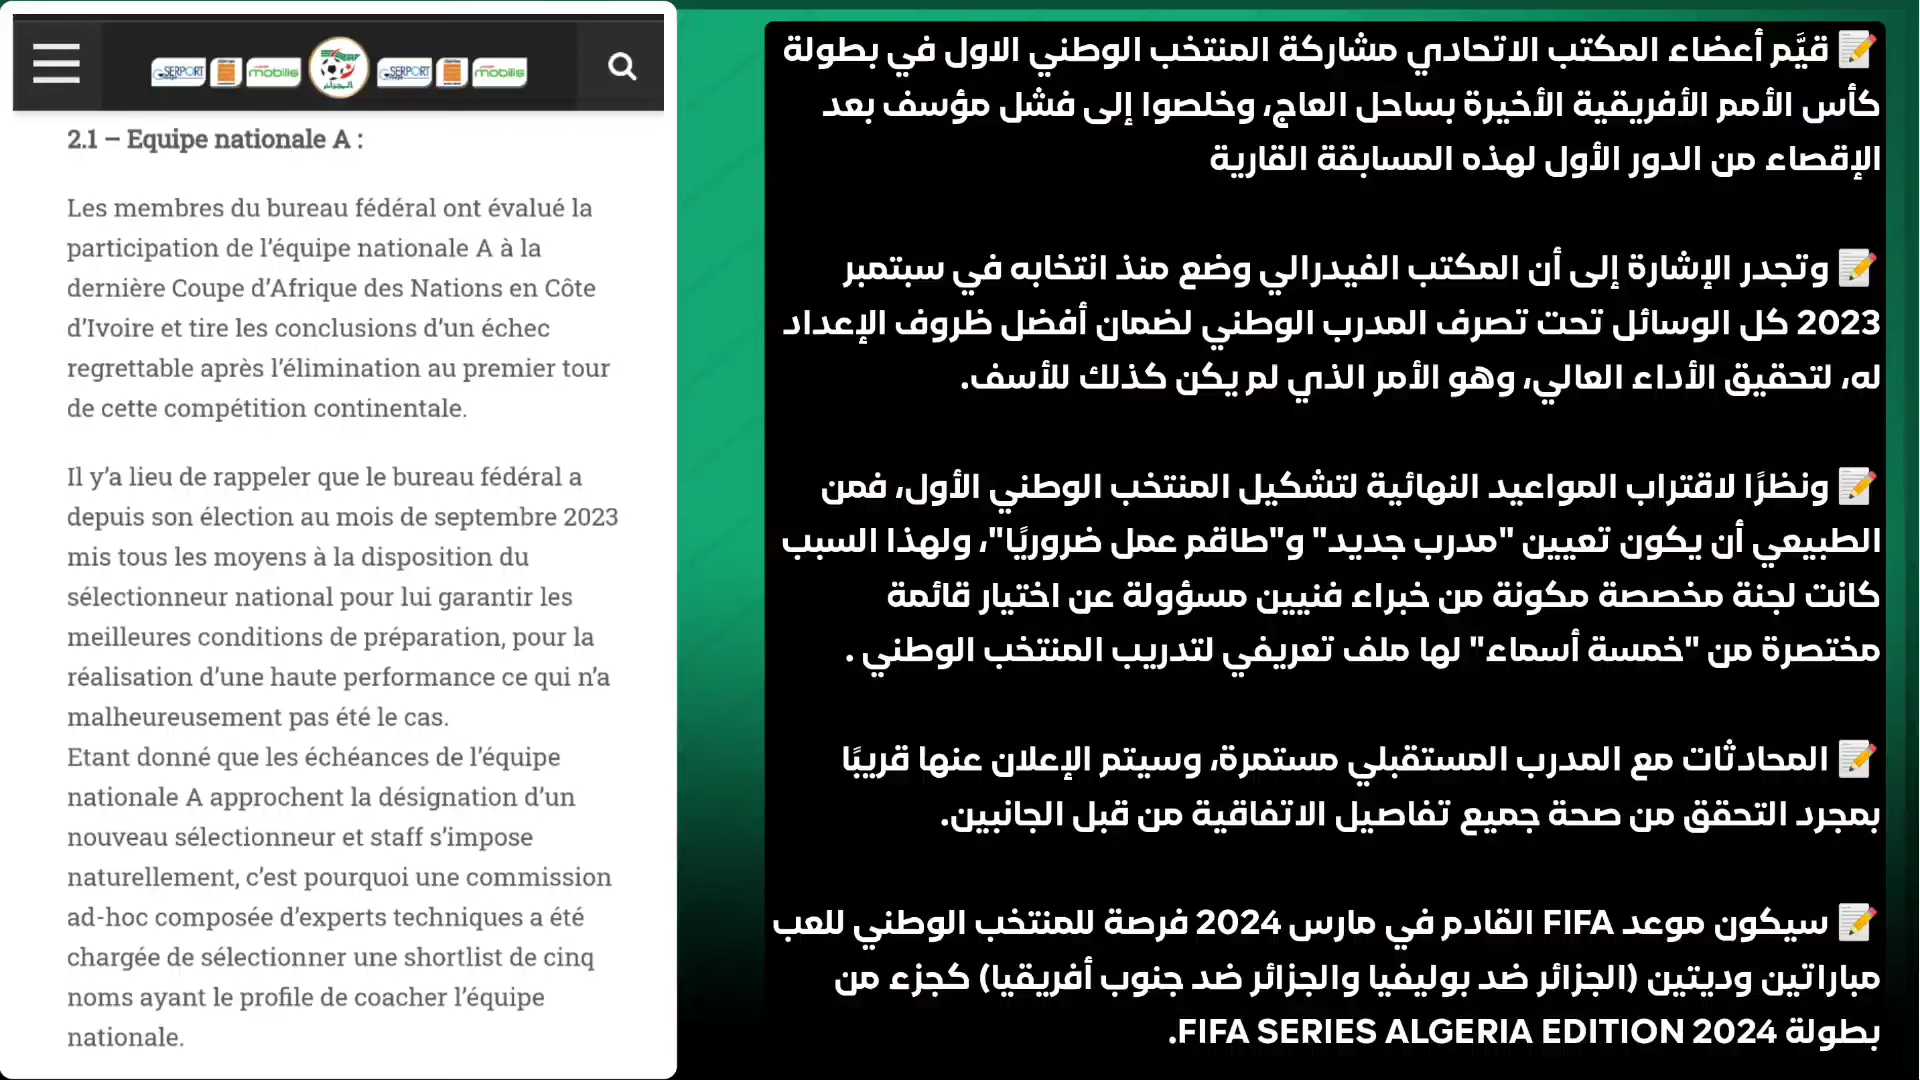 SERPORT
mobilis
SERPORT
mobilis
2.1 – Equipe nationale A :
Les membres du bureau fédéral ont évalué la
participation de l’équipe nationale A à la
dernière Coupe d’Afrique des Nations en Côte
d’Ivoire et tire les conclusions d’un échec
regrettable après l’élimination au premier tour
de cette compétition continentale.
Il y’a lieu de rappeler que le bureau fédéral a
depuis son élection au mois de septembre 2023
mis tous les moyens à la disposition du
sélectionneur national pour lui garantir les
meilleures conditions de préparation, pour la
réalisation d’une haute performance ce qui n’a
malheureusement pas été le cas.
Etant donné que les échéances de l’équipe
nationale A approchent la désignation d’un
nouveau sélectionneur et staff s’impose
naturellement, c’est pourquoi une commission
ad-hoc composée d’experts techniques a été
chargée de sélectionner une shortlist de cinq
noms ayant le profile de coacher l’équipe
nationale.
📝 قيَّم أعضاء المكتب الاتحادي مشاركة المنتخب الوطني الاول في بطولة
كأس الأمم الأفريقية الأخيرة بساحل العاج، وخلصوا إلى فشل مؤسف بعد
الإقصاء من الدور الأول لهذه المسابقة القارية
📝 وتجدر الإشارة إلى أن المكتب الفيدرالي وضع منذ انتخابه في سبتمبر
2023 كل الوسائل تحت تصرف المدرب الوطني لضمان أفضل ظروف الإعداد
له، لتحقيق الأداء العالي، وهو الأمر الذي لم يكن كذلك للأسف.
📝 ونظرًا لاقتراب المواعيد النهائية لتشكيل المنتخب الوطني الأول، فمن
الطبيعي أن يكون تعيين "مدرب جديد" و"طاقم عمل ضروريًا"، ولهذا السبب
كانت لجنة مخصصة مكونة من خبراء فنيين مسؤولة عن اختيار قائمة
مختصرة من "خمسة أسماء" لها ملف تعريفي لتدريب المنتخب الوطني .
📝 المحادثات مع المدرب المستقبلي مستمرة، وسيتم الإعلان عنها قريبًا
بمجرد التحقق من صحة جميع تفاصيل الاتفاقية من قبل الجانبين.
📝 سيكون موعد FIFA القادم في مارس 2024 فرصة للمنتخب الوطني للعب
مباراتين وديتين (الجزائر ضد بوليفيا والجزائر ضد جنوب أفريقيا) كجزء من
بطولة FIFA SERIES ALGERIA EDITION 2024.